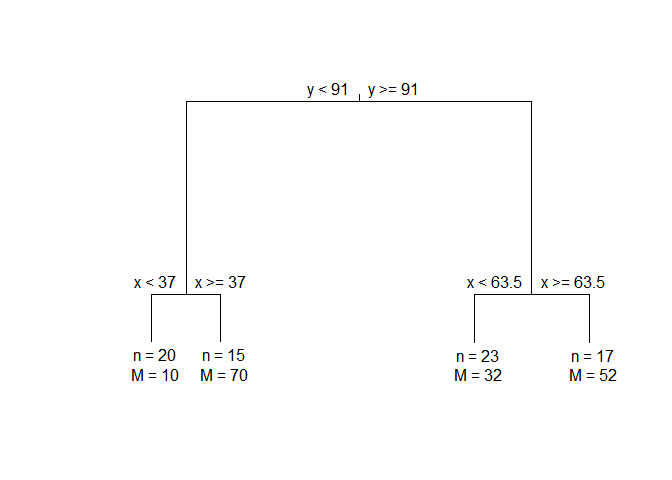 y < 91 y >= 91
x < 37 x >= 37 x < 63.5 x >= 63.5
n = 20 n = 15 n = 23 n = 17
M = 10 M = 70 M = 32 M = 52